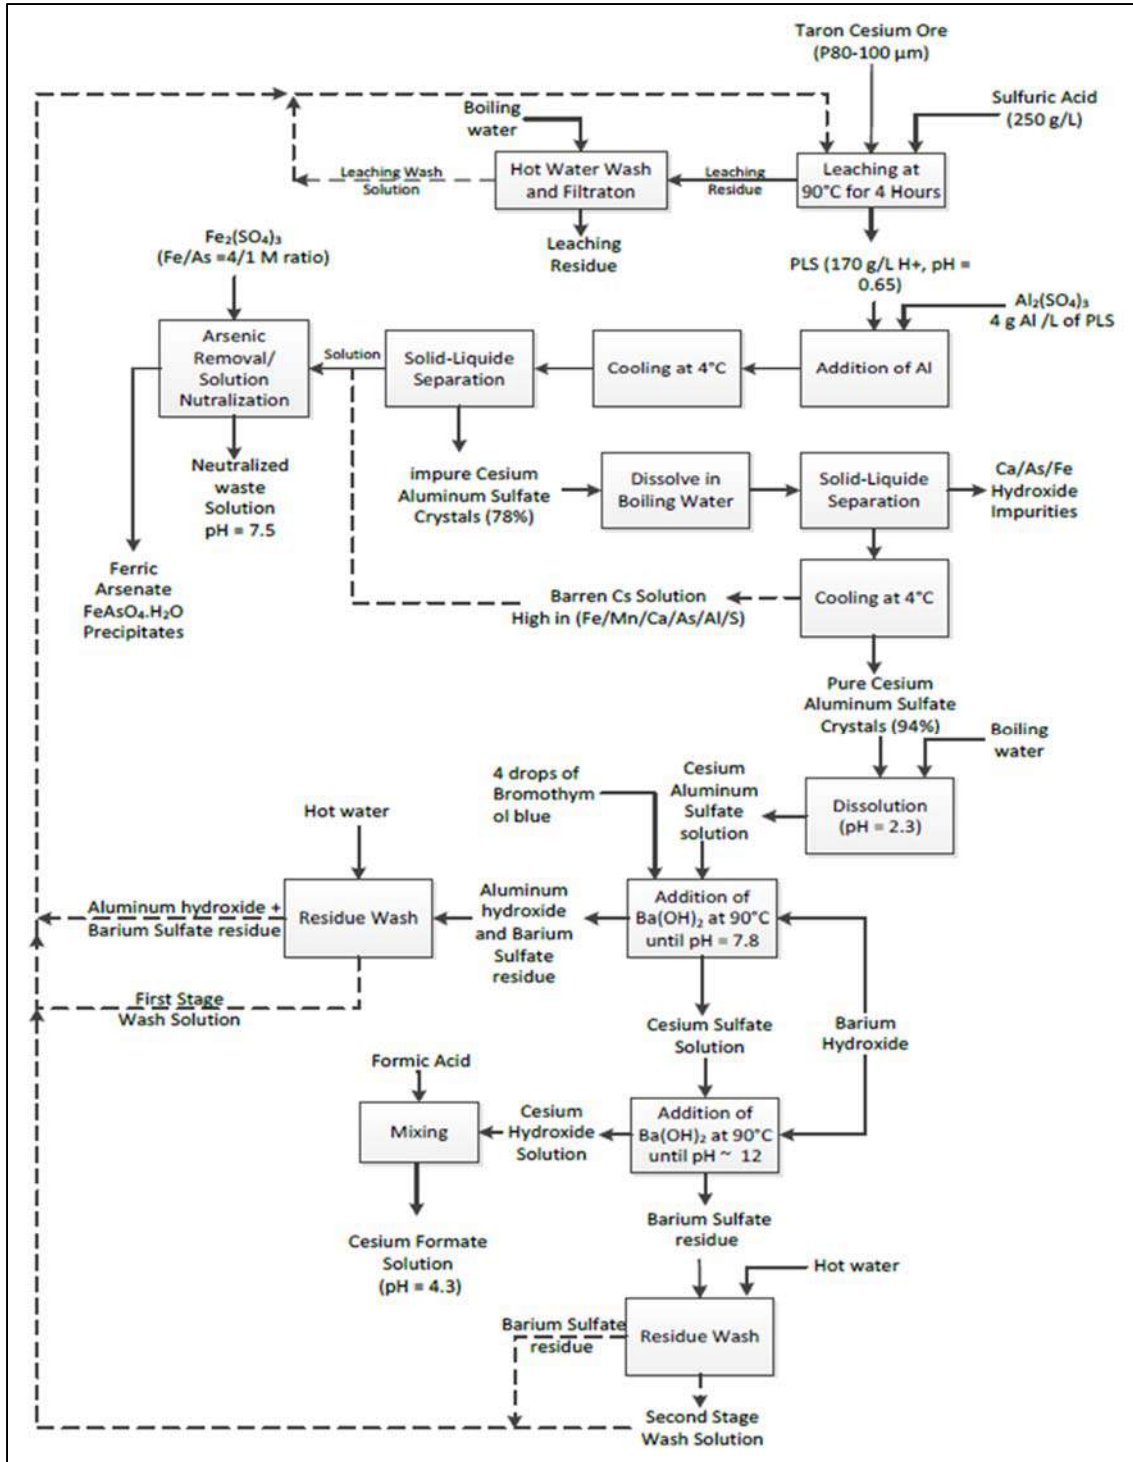 Taron Cesium Ore
(P80-100 µm)
Sulfuric Acid
(250 g/L)
Boiling
water
Leaching Wash
Solution
Hot Water Wash
and Filtraton
Leaching
Residue
Leaching at
90°C for 4 Hours
Leaching
Residue
Fe₂(SO₄)₃
(Fe/As =4/1 M ratio)
PLS (170 g/L H+, pH =
0.65)
Al₂(SO₄)₃
4 g Al /L of PLS
Arsenic
Removal/
Solution
Nutralization
Solution
Solid-Liquide
Separation
Cooling at 4°C
Addition of Al
Neutralized
waste
Solution
pH = 7.5
impure Cesium
Aluminum Sulfate
Crystals (78%)
Dissolve in
Boiling Water
Solid-Liquide
Separation
Ca/As/Fe
Hydroxide
Impurities
Ferric
Arsenate
FeAsO₄.H₂O
Precipitates
Barren Cs Solution
High in (Fe/Mn/Ca/As/Al/S)
Cooling at 4°C
Pure Cesium
Aluminum Sulfate
Crystals (94%)
Boiling
water
4 drops of
Bromothym
ol blue
Cesium
Aluminum
Sulfate
solution
Dissolution
(pH = 2.3)
Hot water
Aluminum hydroxide +
Barium Sulfate residue
Residue Wash
Aluminum
hydroxide
and Barium
Sulfate
residue
Addition of
Ba(OH)₂ at 90°C
until pH = 7.8
First Stage
Wash Solution
Cesium Sulfate
Solution
Barium
Hydroxide
Formic Acid
Mixing
Cesium
Hydroxide
Solution
Addition of
Ba(OH)₂ at 90°C
until pH ~ 12
Barium Sulfate
residue
Cesium Formate
Solution
(pH = 4.3)
Hot water
Barium Sulfate
residue
Residue Wash
Second Stage
Wash Solution